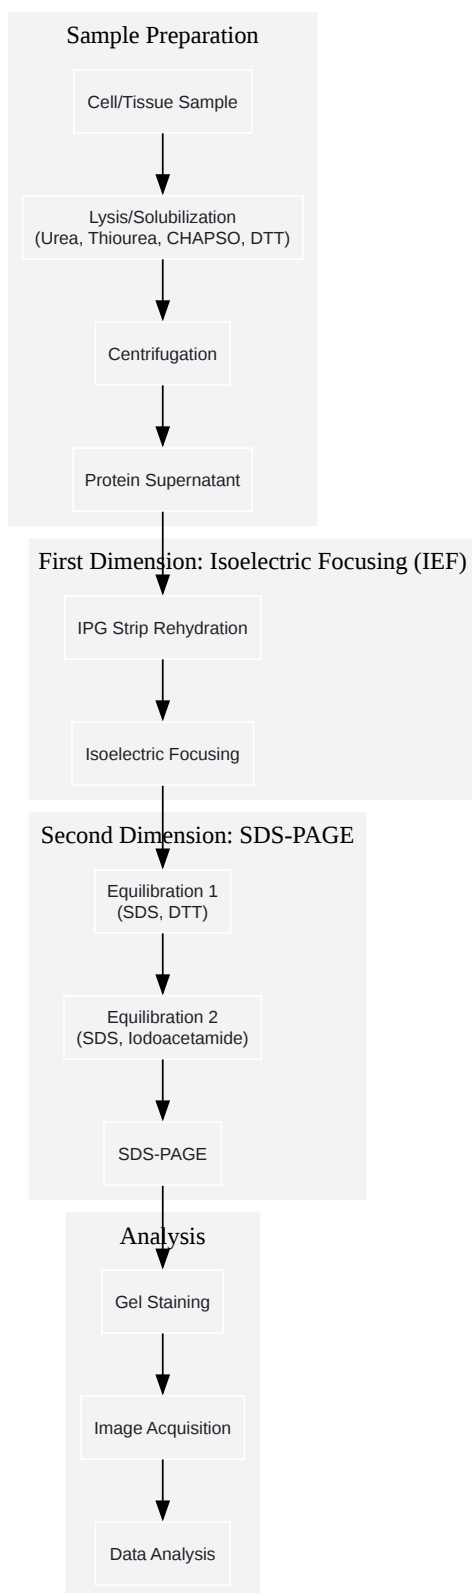 Sample Preparation
Cell/Tissue Sample
Lysis/Solubilization
(Urea, Thiourea, CHAPSO, DTT)
Centrifugation
Protein Supernatant
First Dimension: Isoelectric Focusing (IEF)
IPG Strip Rehydration
Isoelectric Focusing
Second Dimension: SDS-PAGE
Equilibration 1
(SDS, DTT)
Equilibration 2
(SDS, Iodoacetamide)
SDS-PAGE
Analysis
Gel Staining
Image Acquisition
Data Analysis